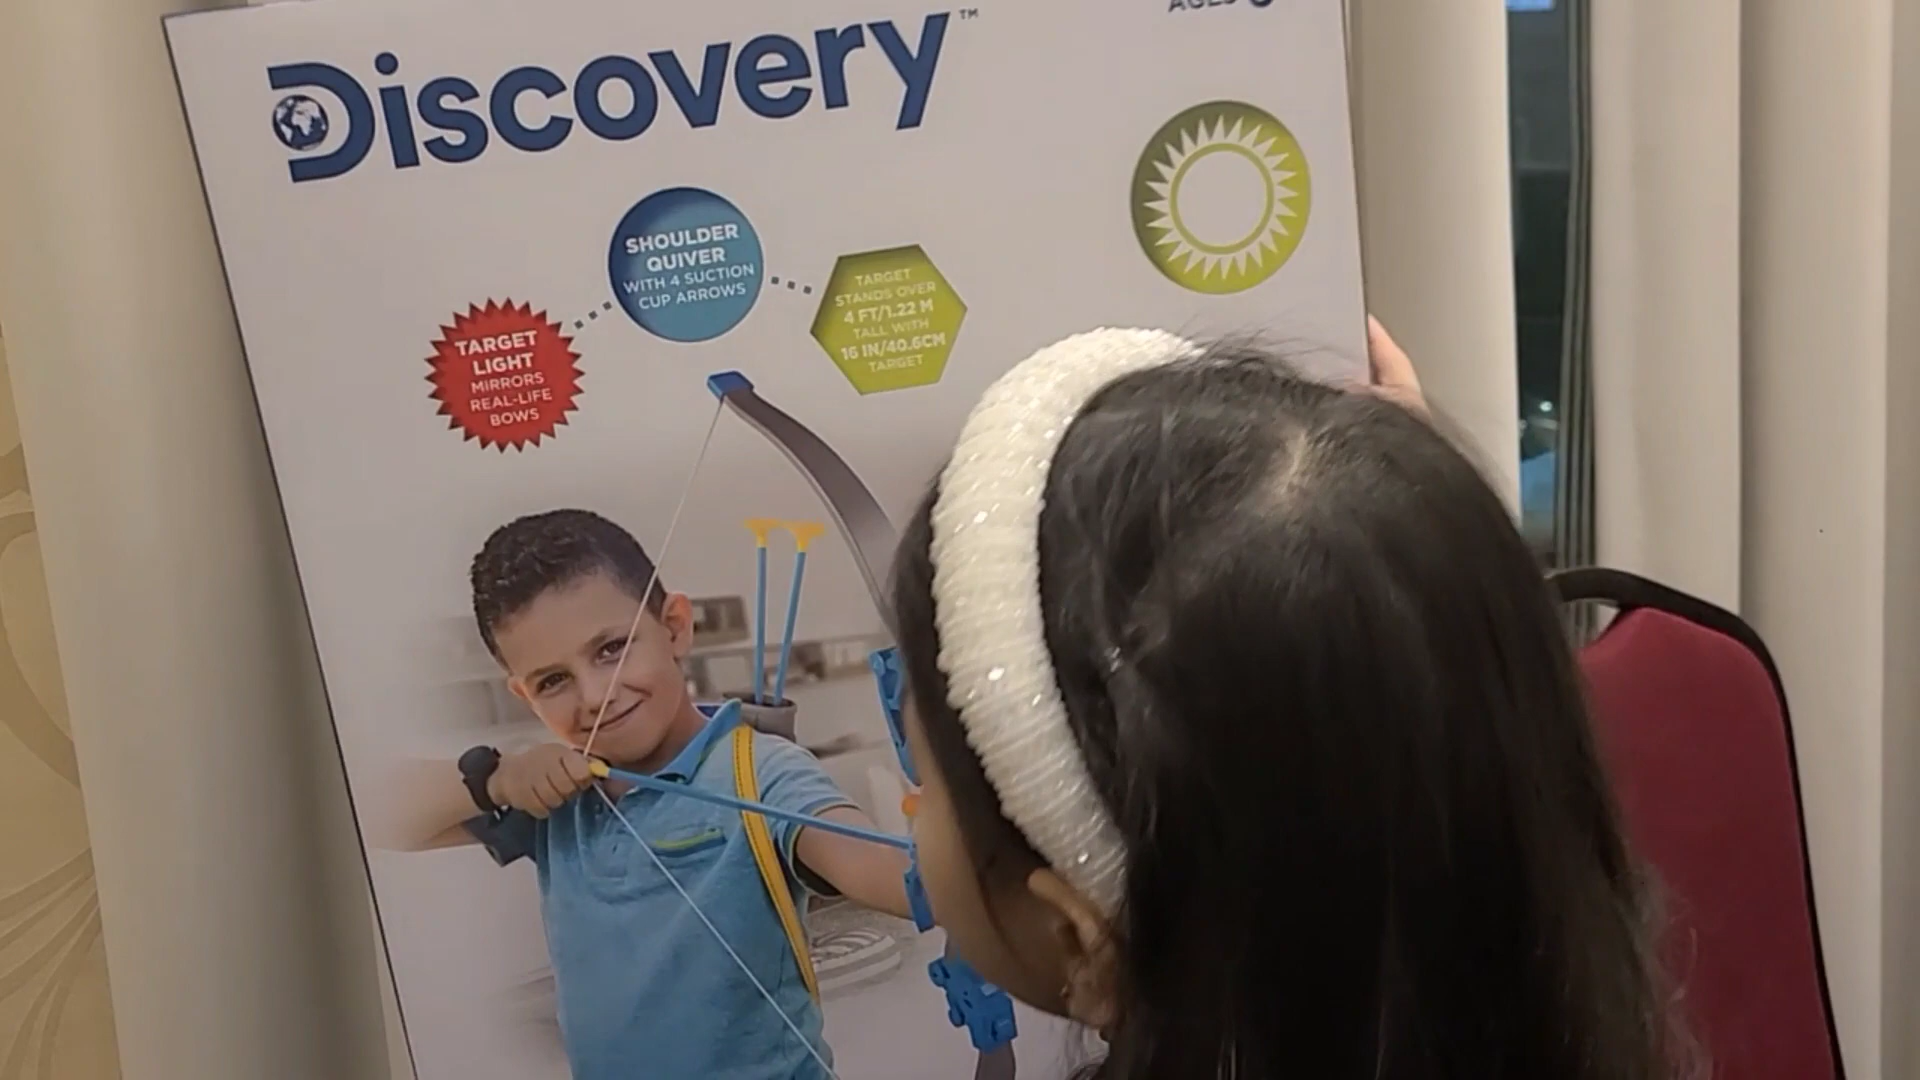 Discovery™
AGES
SHOULDER
QUIVER
WITH 4 SUCTION
CUP ARROWS
TARGET
STANDS OVER
4 FT/1.22 M
TALL WITH
16 IN/40.6CM
TARGET
TARGET
LIGHT
MIRRORS
REAL-LIFE
BOWS